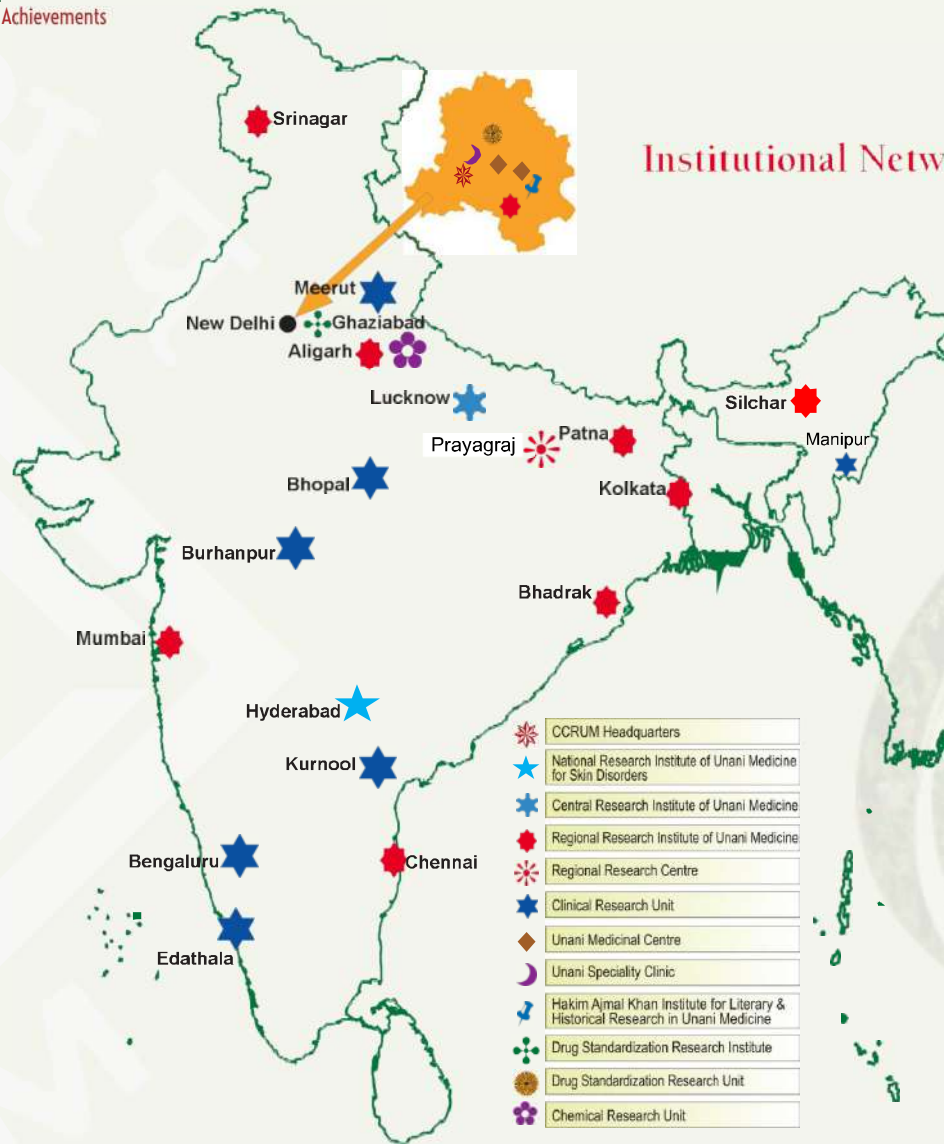 Achievements
Institutional Netw
Srinagar
Meerut
New Delhi
Ghaziabad
Aligarh
Lucknow
Silchar
Prayagraj
Patna
Manipur
Bhopal
Kolkata
Burhanpur
Bhadrak
Mumbai
Hyderabad
Kurnool
Bengaluru
Chennai
Edathala
CCRUM Headquarters
National Research Institute of Unani Medicine
for Skin Disorders
Central Research Institute of Unani Medicine
Regional Research Institute of Unani Medicine
Regional Research Centre
Clinical Research Unit
Unani Medicinal Centre
Unani Speciality Clinic
Hakim Ajmal Khan Institute for Literary &
Historical Research in Unani Medicine
Drug Standardization Research Institute
Drug Standardization Research Unit
Chemical Research Unit